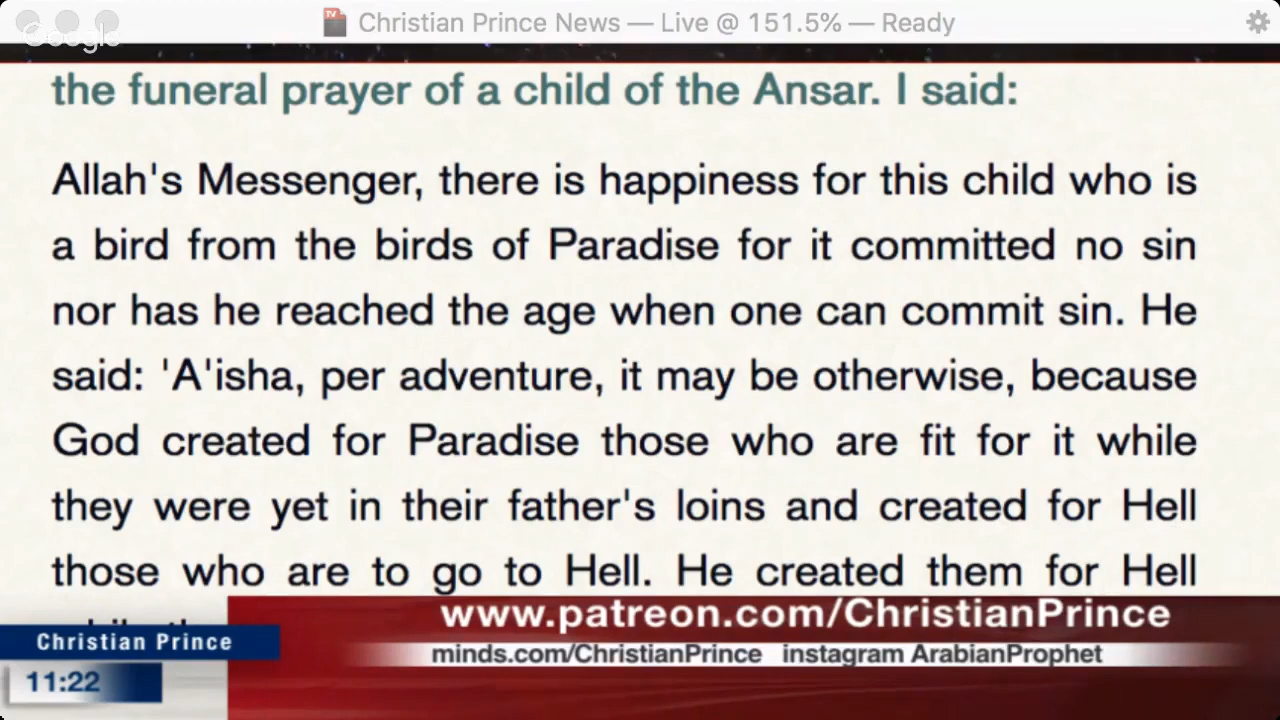 Christian Prince News — Live @ 151.5% — Ready
Google
the funeral prayer of a child of the Ansar. I said:
Allah's Messenger, there is happiness for this child who is
a bird from the birds of Paradise for it committed no sin
nor has he reached the age when one can commit sin. He
said: 'A'isha, per adventure, it may be otherwise, because
God created for Paradise those who are fit for it while
they were yet in their father's loins and created for Hell
those who are to go to Hell. He created them for Hell
www.patreon.com/ChristianPrince
Christian Prince
minds.com/ChristianPrince instagram ArabianProphet
11:22